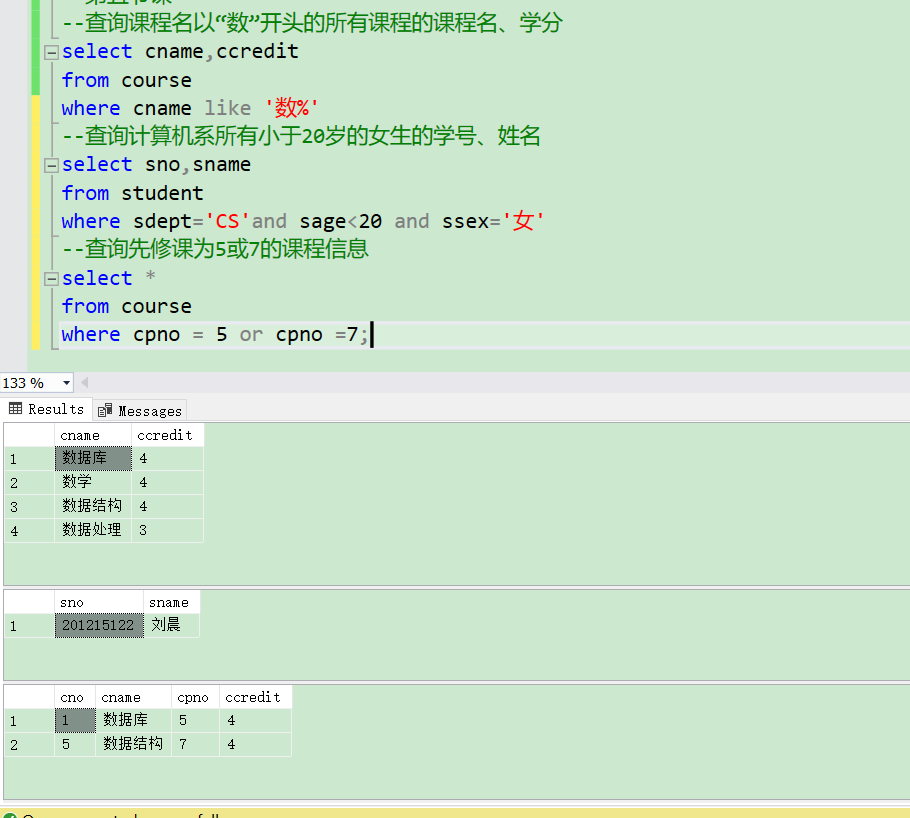 --查询课程名以“数”开头的所有课程的课程名、学分
select cname,ccredit
from course
where cname like '数%'
--查询计算机系所有小于20岁的女生的学号、姓名
select sno,sname
from student
where sdept='CS'and sage<20 and ssex='女'
--查询先修课为5或7的课程信息
select *
from course
where cpno = 5 or cpno =7;
133 %
Results Messages
cname ccredit
1 数据库 4
2 数学 4
3 数据结构 4
4 数据处理 3
sno sname
1 201215122 刘晨
cno cname cpno ccredit
1 1 数据库 5 4
2 5 数据结构 7 4